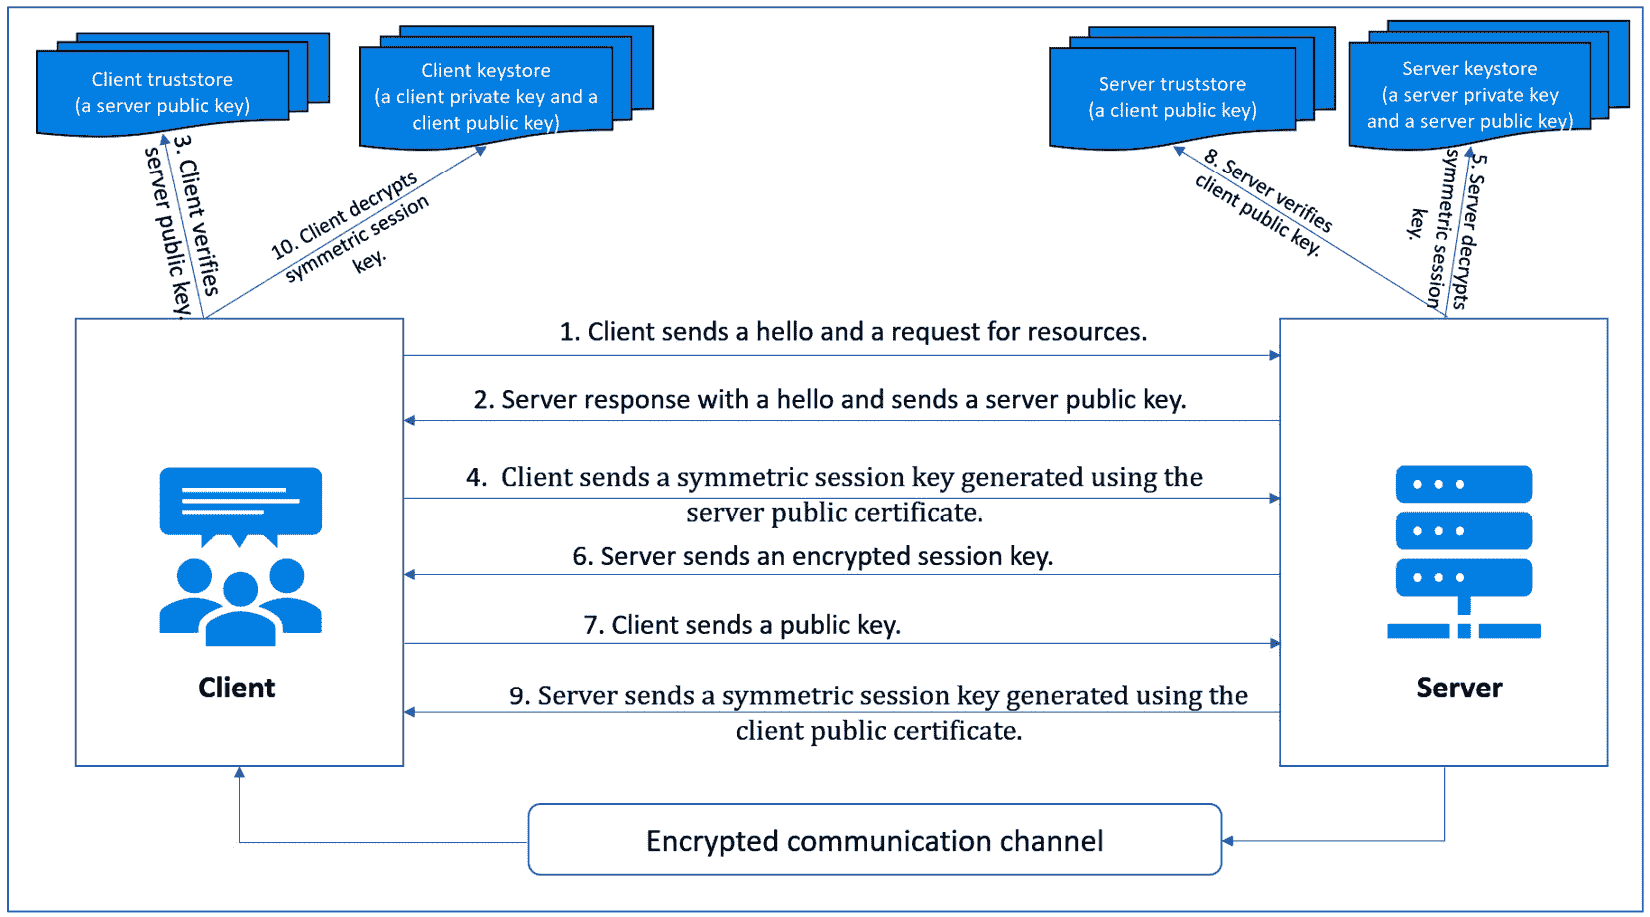 Client truststore
(a server public key)
Client keystore
(a client private key and a
client public key)
Server truststore
(a client public key)
Server keystore
(a server private key
and a server public key)
3. Client verifies
server public key.
10. Client decrypts
symmetric session
key.
8. Server verifies
client public key.
5. Server decrypts
symmetric session
key.
1. Client sends a hello and a request for resources.
2. Server response with a hello and sends a server public key.
4. Client sends a symmetric session key generated using the
server public certificate.
6. Server sends an encrypted session key.
7. Client sends a public key.
9. Server sends a symmetric session key generated using the
client public certificate.
Client
Server
Encrypted communication channel